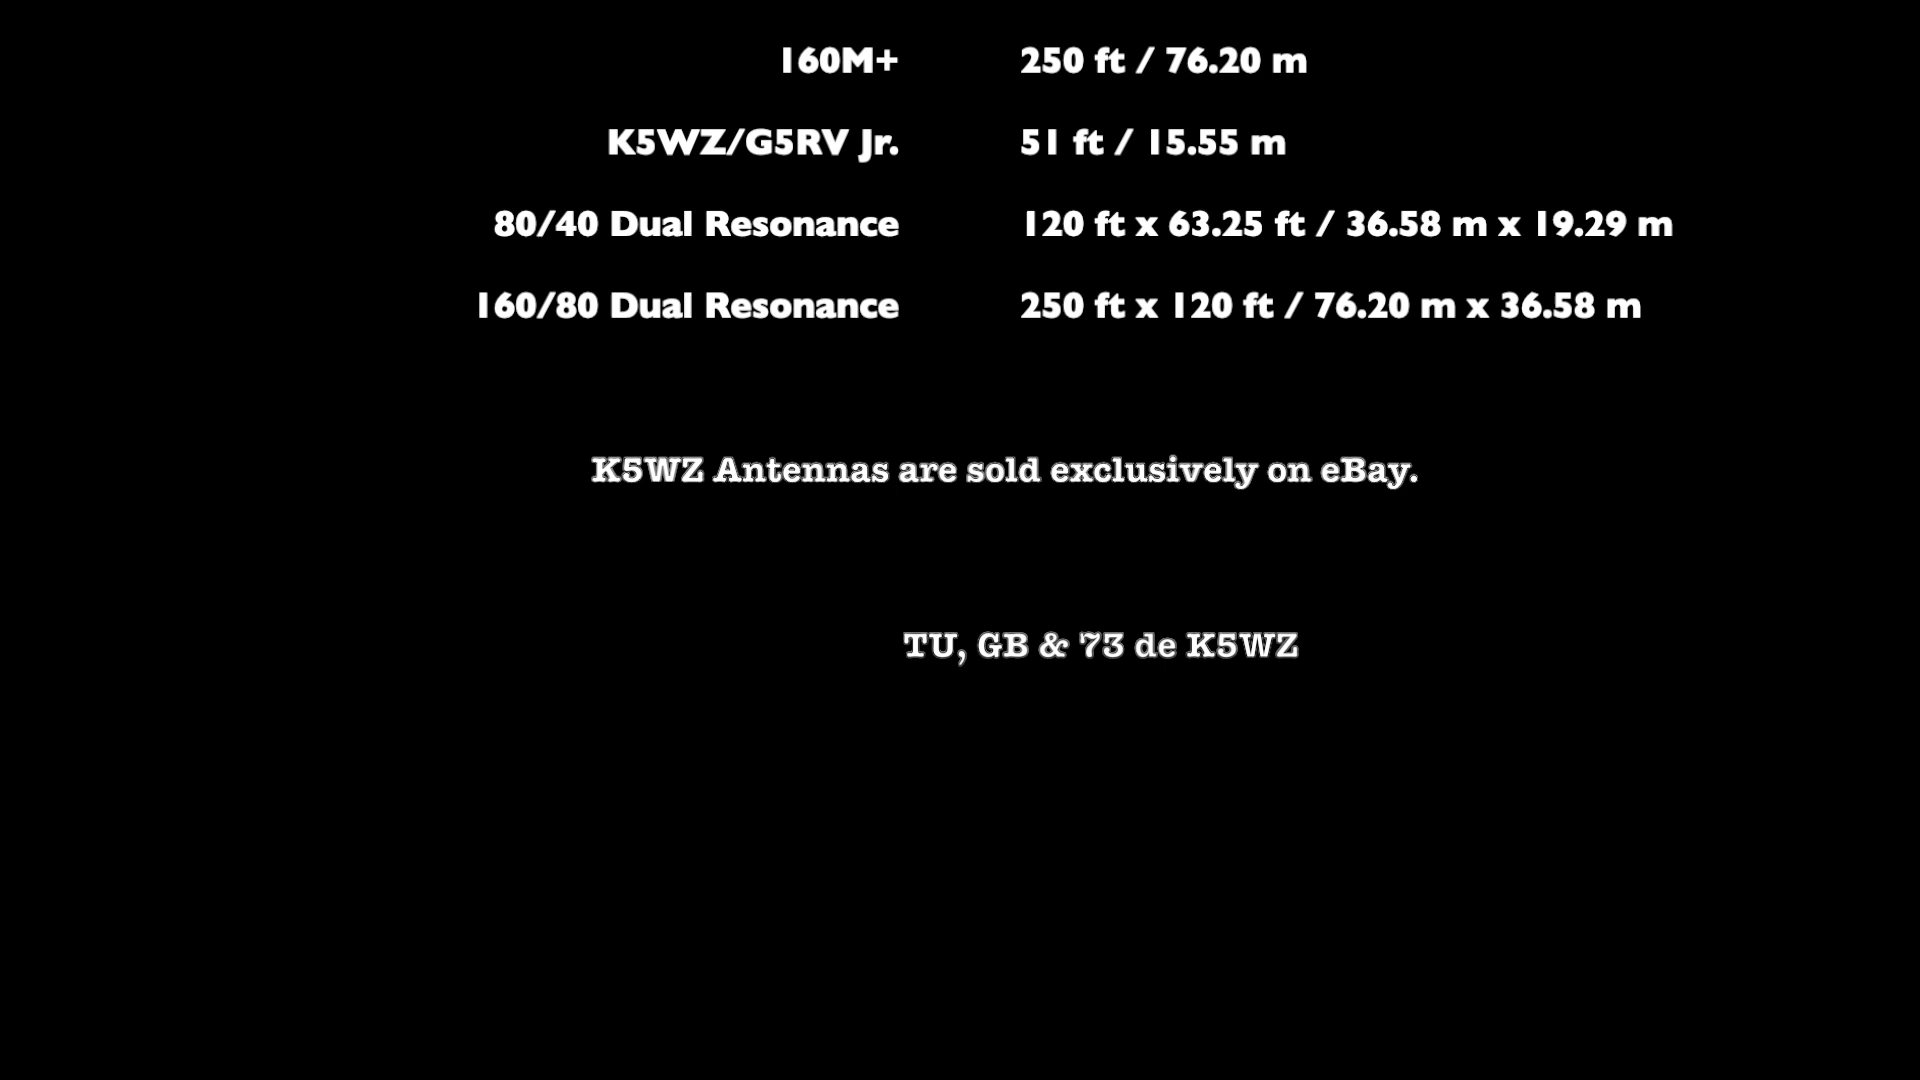 160M+ 250 ft / 76.20 m
K5WZ/G5RV Jr. 51 ft / 15.55 m
80/40 Dual Resonance 120 ft x 63.25 ft / 36.58 m x 19.29 m
160/80 Dual Resonance 250 ft x 120 ft / 76.20 m x 36.58 m
K5WZ Antennas are sold exclusively on eBay.
TU, GB & 73 de K5WZ